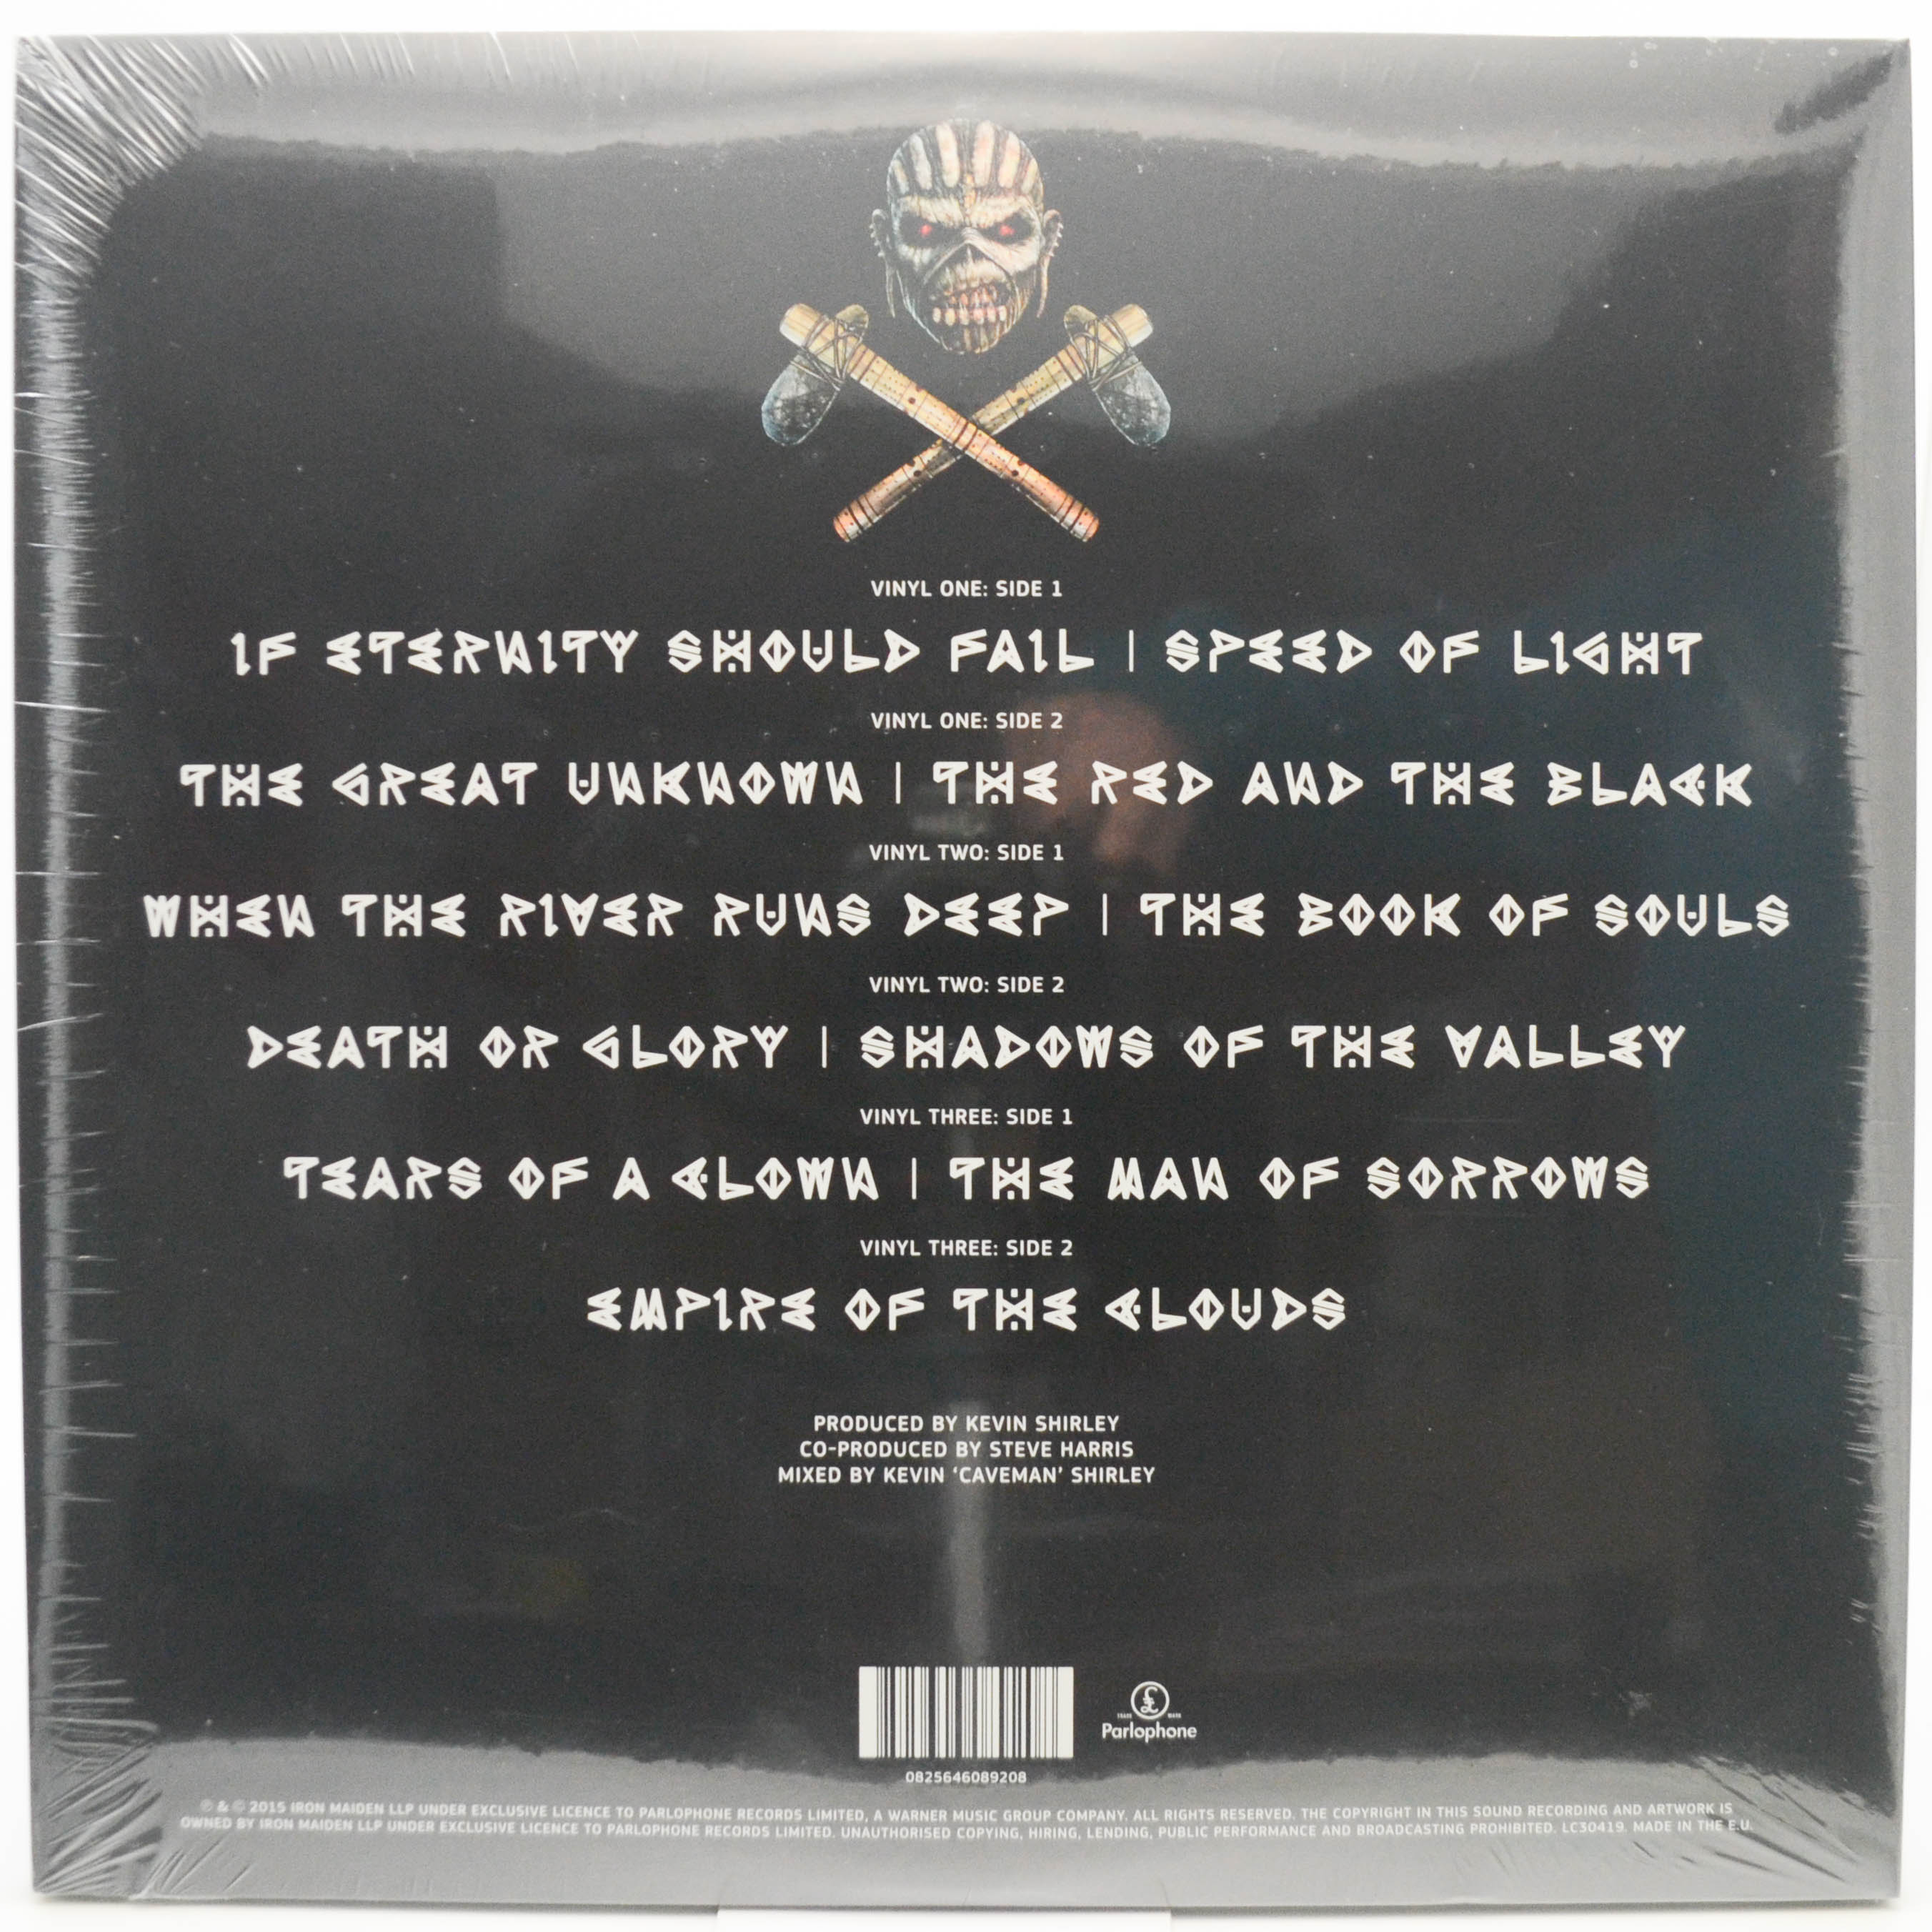 VINYL ONE: SIDE 1
IF ETERNITY SHOULD FAIL | SPEED OF LIGHT
VINYL ONE: SIDE 2
THE GREAT UNKNOWN | THE RED AND THE BLACK
VINYL TWO: SIDE 1
WHEN THE RIVER RUNS DEEP | THE BOOK OF SOULS
VINYL TWO: SIDE 2
DEATH OR GLORY | SHADOWS OF THE VALLEY
VINYL THREE: SIDE 1
TEARS OF A CLOWN | THE MAN OF SORROWS
VINYL THREE: SIDE 2
EMPIRE OF THE CLOUDS
PRODUCED BY KEVIN SHIRLEY
CO-PRODUCED BY STEVE HARRIS
MIXED BY KEVIN ‘CAVEMAN’ SHIRLEY
£
TRADE MARK
Parlophone
0825646089208
℗ & © 2015 IRON MAIDEN LLP UNDER EXCLUSIVE LICENCE TO PARLOPHONE RECORDS LIMITED, A WARNER MUSIC GROUP COMPANY. ALL RIGHTS RESERVED. THE COPYRIGHT IN THIS SOUND RECORDING AND ARTWORK IS
OWNED BY IRON MAIDEN LLP UNDER EXCLUSIVE LICENCE TO PARLOPHONE RECORDS LIMITED. UNAUTHORISED COPYING, HIRING, LENDING, PUBLIC PERFORMANCE AND BROADCASTING PROHIBITED. LC30419. MADE IN THE E.U.